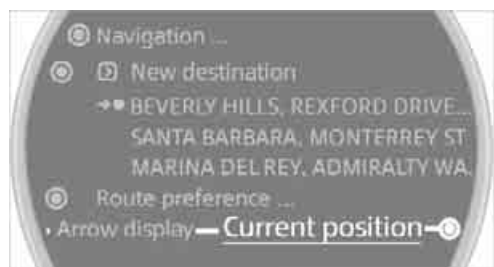 Navigation ...
New destination
BEVERLY HILLS, REXFORD DRIVE...
SANTA BARBARA, MONTERREY ST
MARINA DEL REY, ADMIRALTY WA.
Route preference ...
Arrow display Current position